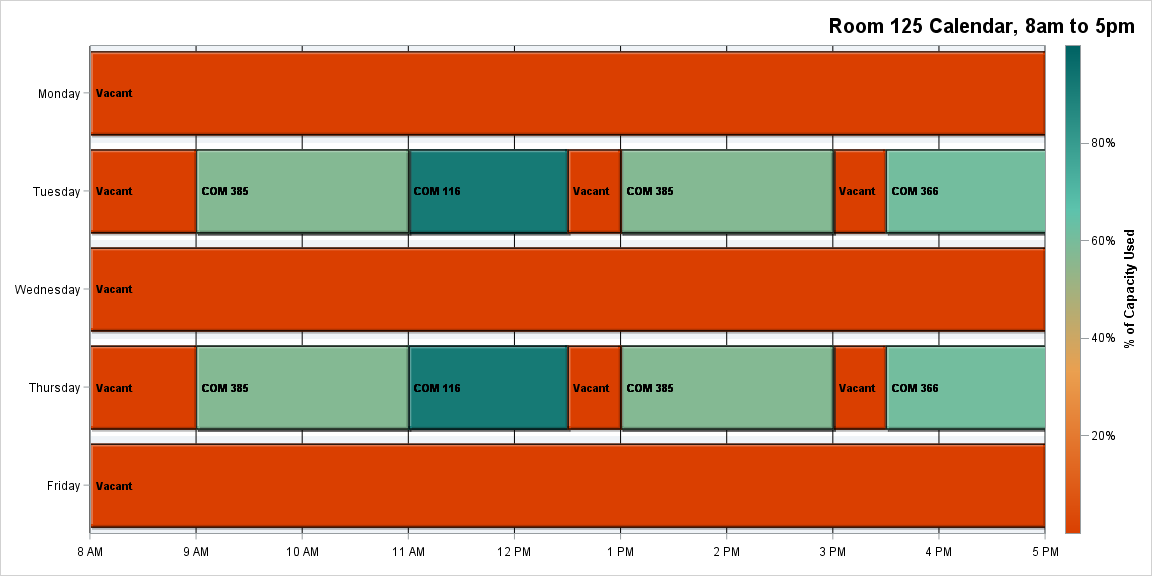 Room 125 Calendar, 8am to 5pm
Monday
Vacant
Tuesday
Vacant
COM 385
COM 116
Vacant
COM 385
Vacant
COM 366
Wednesday
Vacant
Thursday
Vacant
COM 385
COM 116
Vacant
COM 385
Vacant
COM 366
Friday
Vacant
8 AM
9 AM
10 AM
11 AM
12 PM
1 PM
2 PM
3 PM
4 PM
5 PM
80%
60%
40%
20%
% of Capacity Used